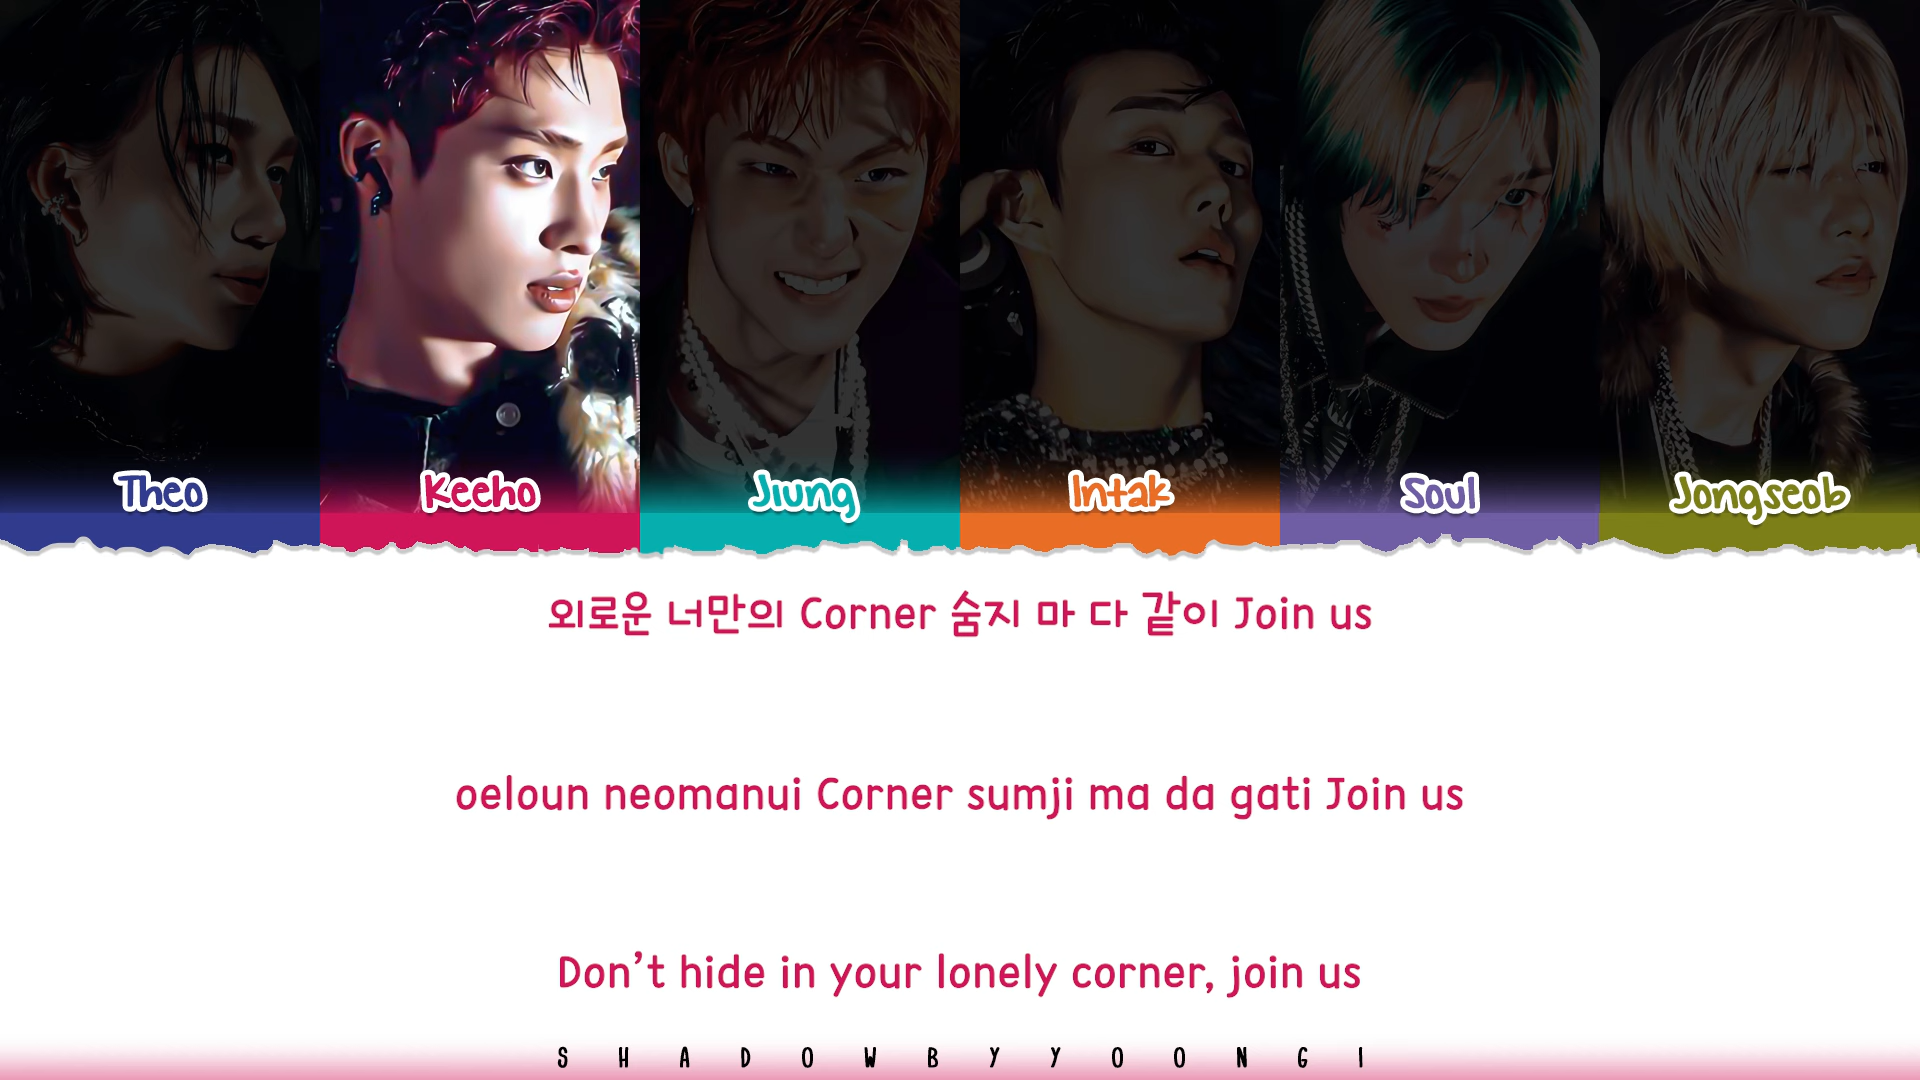 Theo Keeho Jiung Intak Soul Jongseob
외로운 너만의 Corner 숨지 마 다 같이 Join us
oeloun neomanui Corner sumji ma da gati Join us
Don’t hide in your lonely corner, join us
SHADOWBYYOONGI